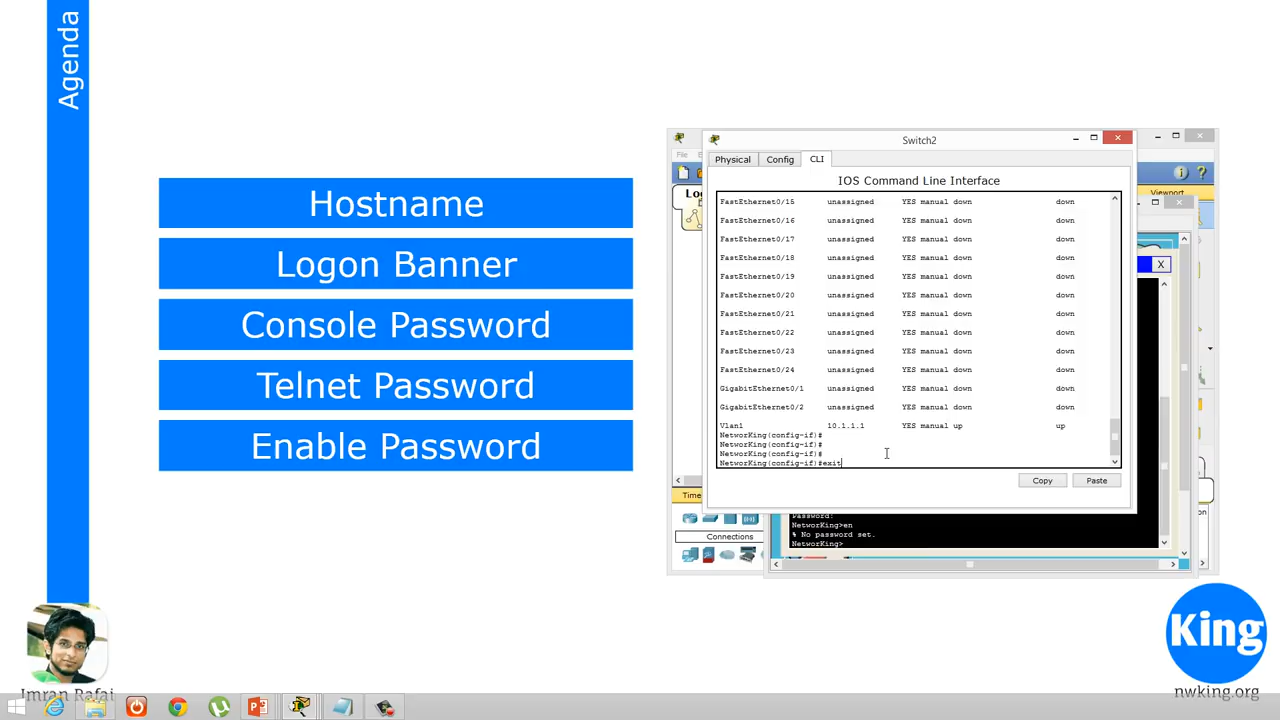 Agenda
Hostname
Logon Banner
Console Password
Telnet Password
Enable Password
Switch2
Physical Config CLI
IOS Command Line Interface
Viewport
FastEthernet0/15 unassigned YES manual down down
FastEthernet0/16 unassigned YES manual down down
FastEthernet0/17 unassigned YES manual down down
FastEthernet0/18 unassigned YES manual down down
FastEthernet0/19 unassigned YES manual down down
FastEthernet0/20 unassigned YES manual down down
FastEthernet0/21 unassigned YES manual down down
FastEthernet0/22 unassigned YES manual down down
FastEthernet0/23 unassigned YES manual down down
FastEthernet0/24 unassigned YES manual down down
GigabitEthernet0/1 unassigned YES manual down down
GigabitEthernet0/2 unassigned YES manual down down
Vlan1 10.1.1.1 YES manual up up
NetworKing(config-if)#
NetworKing(config-if)#
NetworKing(config-if)#
NetworKing(config-if)#exit
Copy Paste
Time
Connections
Password:
NetworKing>en
% No password set.
NetworKing>
King
nwking.org
Imran Rafai